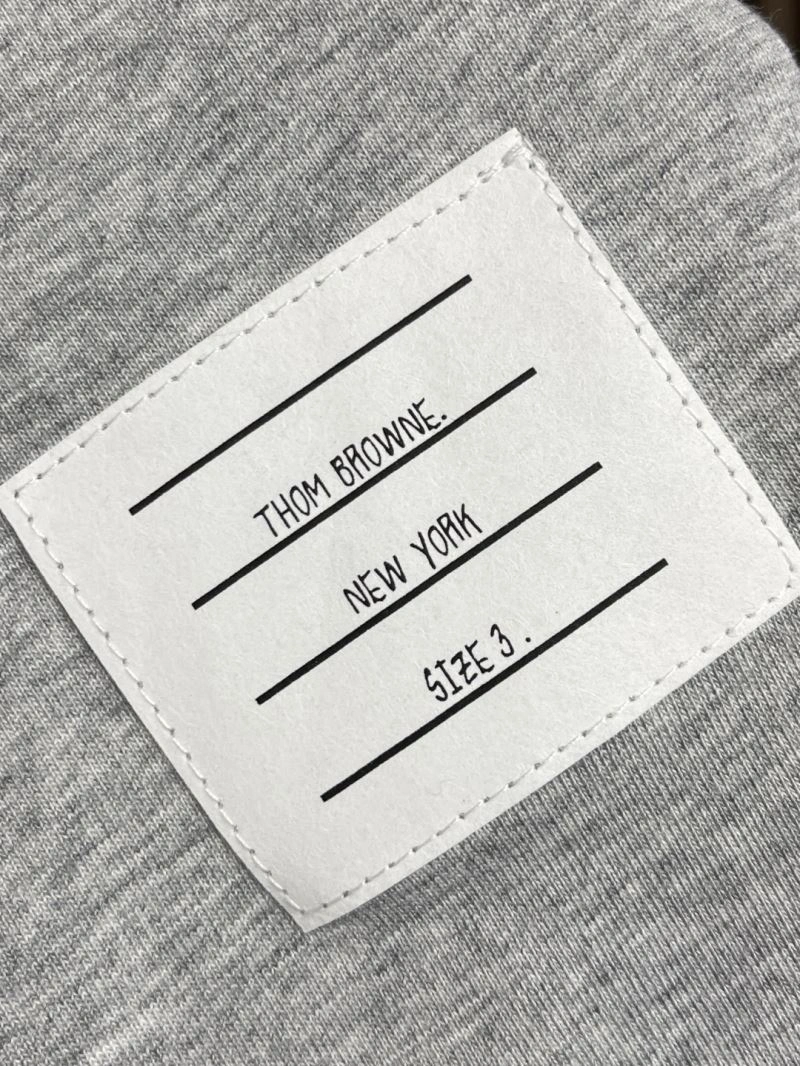 THOM BROWNE.
NEW YORK
SIZE 3 .